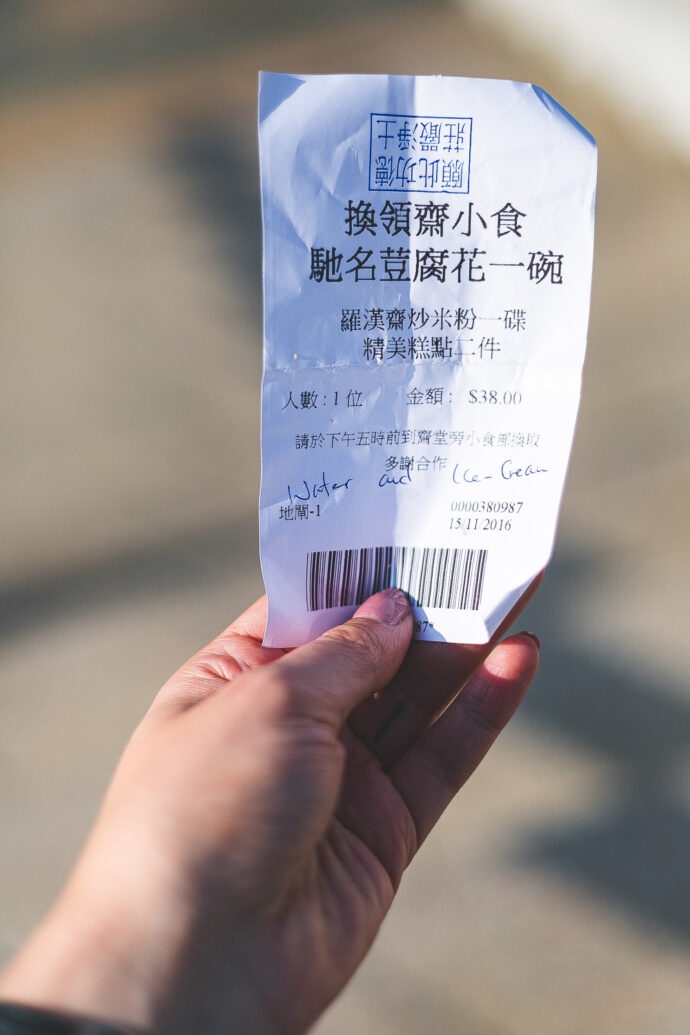 願此功德
莊嚴淨土
換領齋小食
馳名荳腐花一碗
羅漢齋炒米粉一碟
精美糕點二件
人數 : 1 位 金額 : $38.00
請於下午五時前到齋堂旁小食部換取
多謝合作
Water and Ice-Cream
地閘-1 0000380987
15/11/2016
87*